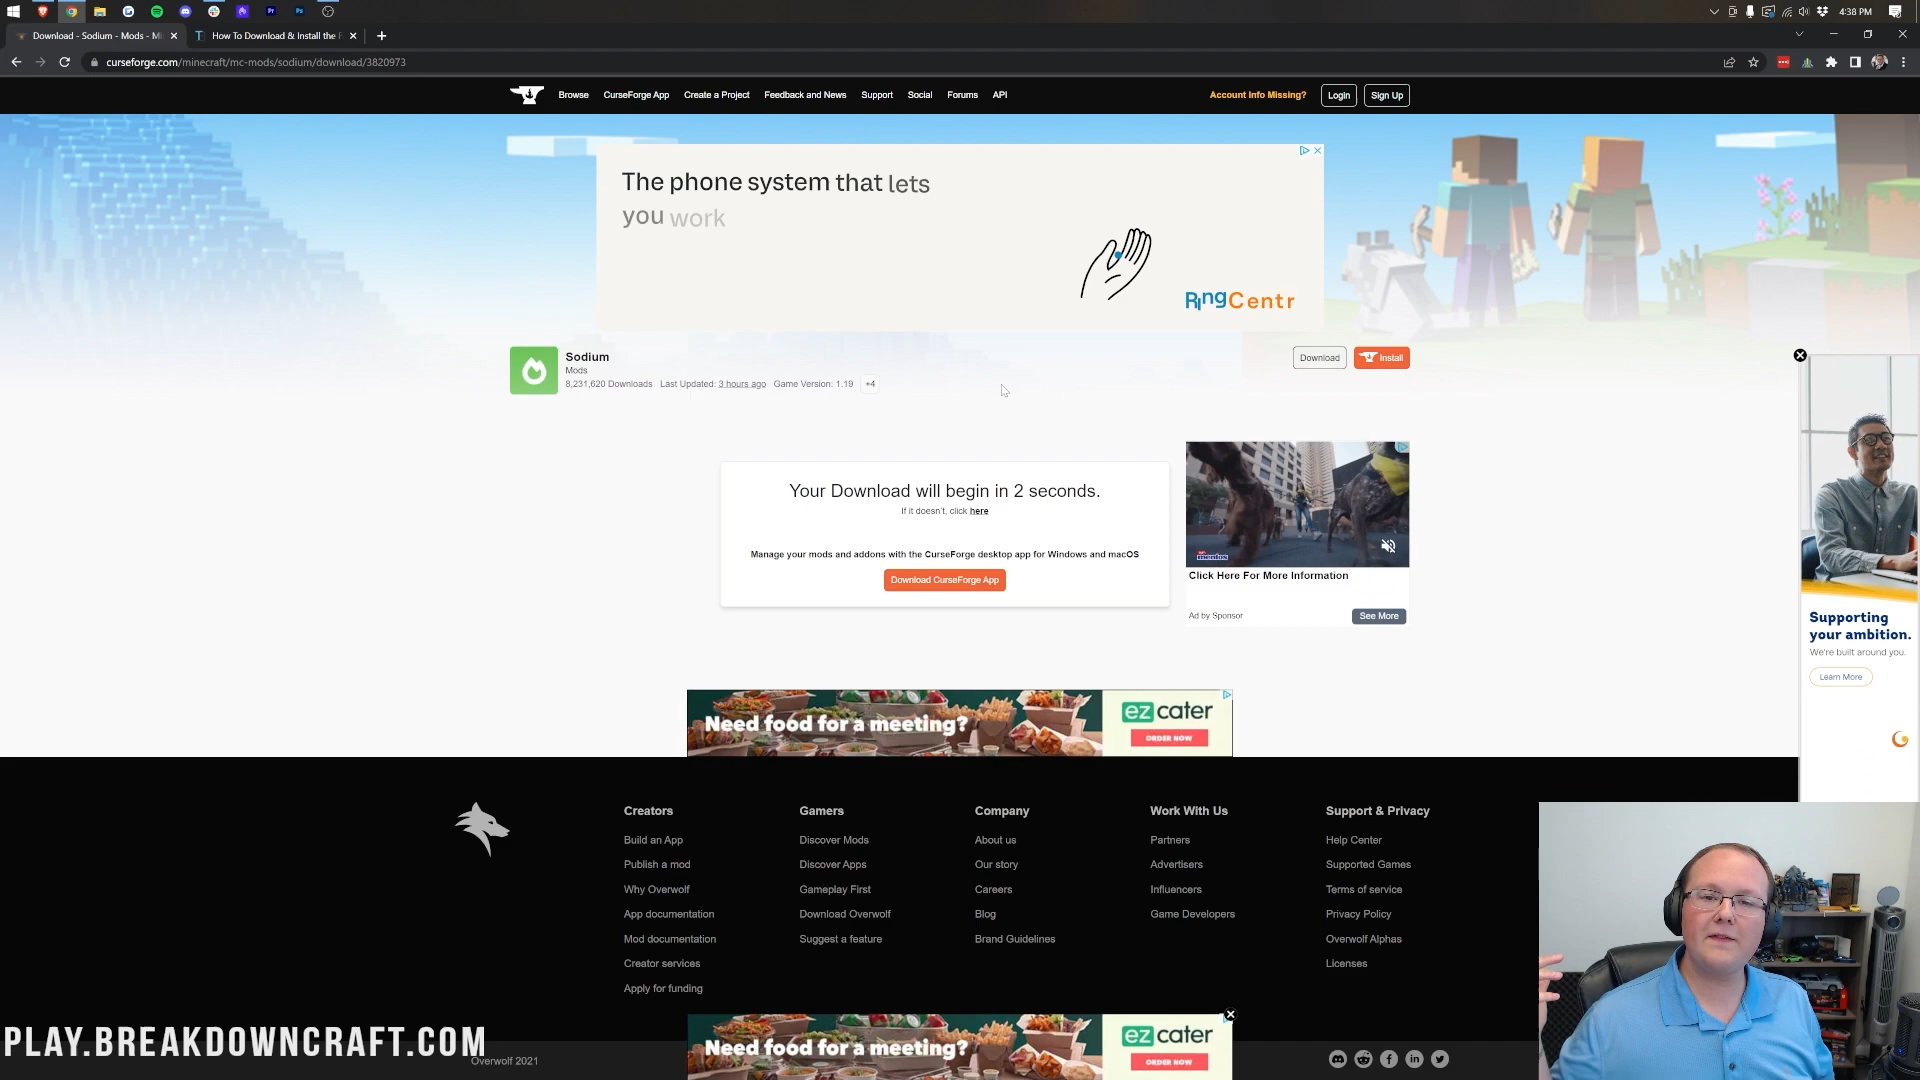 4:38 PM
Download - Sodium - Mods - Mi
How To Download & Install the F
curseforge.com/minecraft/mc-mods/sodium/download/3820973
Browse
CurseForge App
Create a Project
Feedback and News
Support
Social
Forums
API
Account Info Missing?
Login
Sign Up
The phone system that lets
you work
RingCentr
Sodium
Mods
8,231,620 Downloads Last Updated: 3 hours ago Game Version: 1.19 +4
Download
Install
Your Download will begin in 2 seconds.
If it doesn't, click here
Manage your mods and addons with the CurseForge desktop app for Windows and macOS
Download CurseForge App
mentos
Click Here For More Information
Ad by Sponsor
See More
Supporting
your ambition.
We're built around you.
Learn More
Need food for a meeting?
ez cater
ORDER NOW
Creators
Build an App
Publish a mod
Why Overwolf
App documentation
Mod documentation
Creator services
Apply for funding
Gamers
Discover Mods
Discover Apps
Gameplay First
Download Overwolf
Suggest a feature
Company
About us
Our story
Careers
Blog
Brand Guidelines
Work With Us
Partners
Advertisers
Influencers
Game Developers
Support & Privacy
Help Center
Supported Games
Terms of service
Privacy Policy
Overwolf Alphas
Licenses
Need food for a meeting?
ez cater
ORDER NOW
PLAY.BREAKDOWNCRAFT.COM
Overwolf 2021